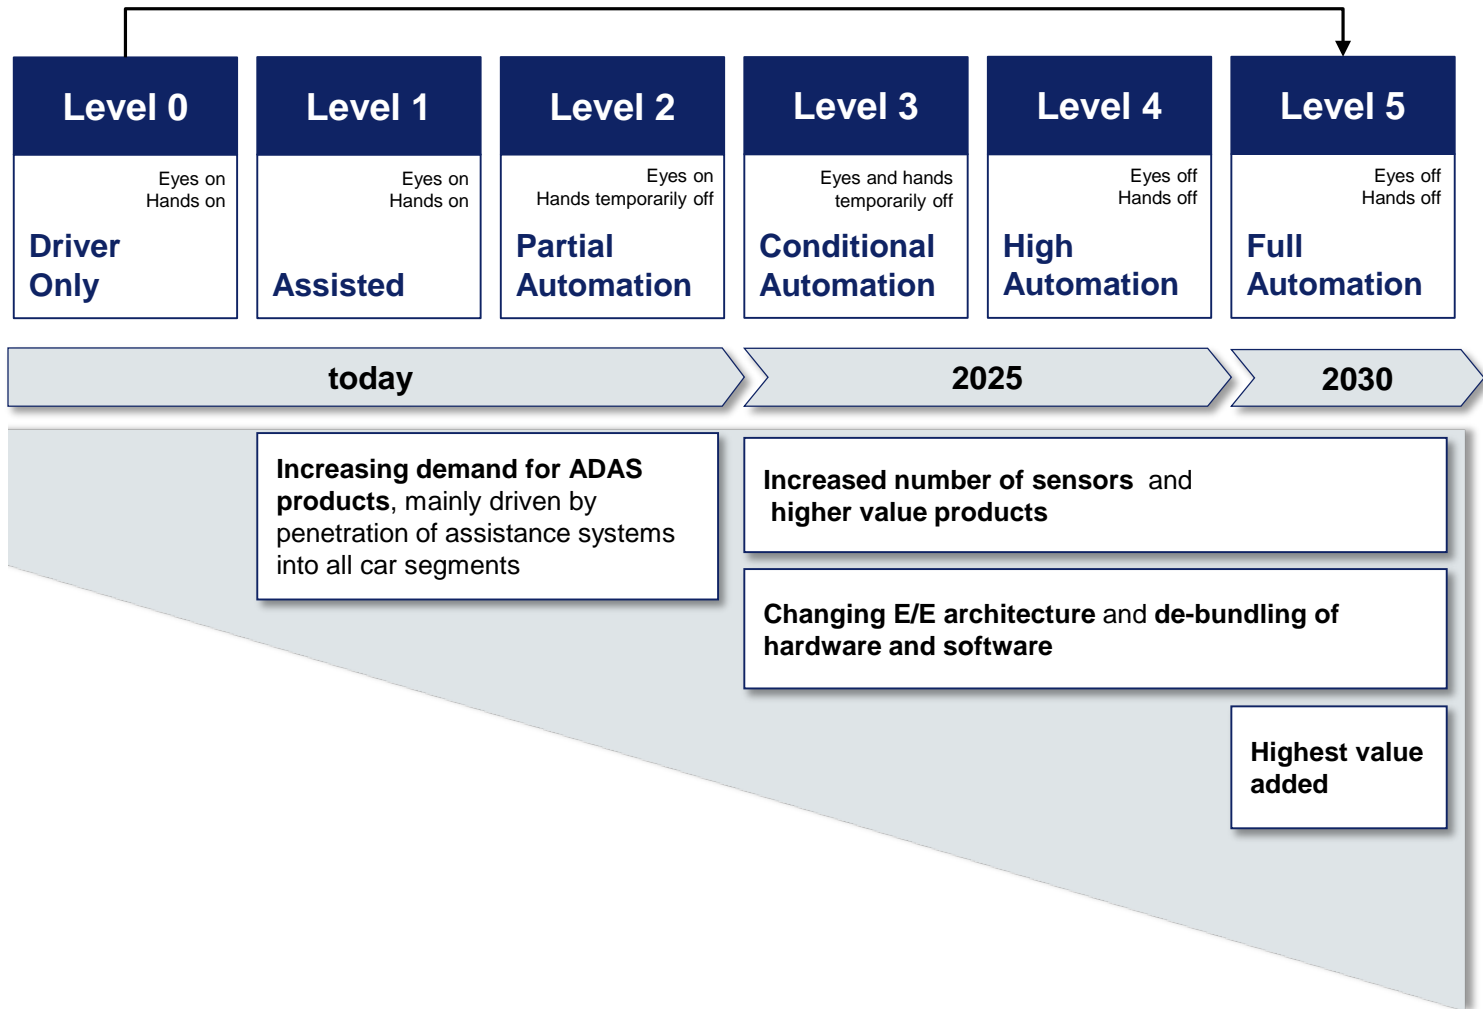 Level 0
Eyes on
Hands on
Driver
Only
Level 1
Eyes on
Hands on
Assisted
Level 2
Eyes on
Hands temporarily off
Partial
Automation
Level 3
Eyes and hands
temporarily off
Conditional
Automation
Level 4
Eyes off
Hands off
High
Automation
Level 5
Eyes off
Hands off
Full
Automation
today
2025
2030
Increasing demand for ADAS
products, mainly driven by
penetration of assistance systems
into all car segments
Increased number of sensors and
higher value products
Changing E/E architecture and de-bundling of
hardware and software
Highest value
added